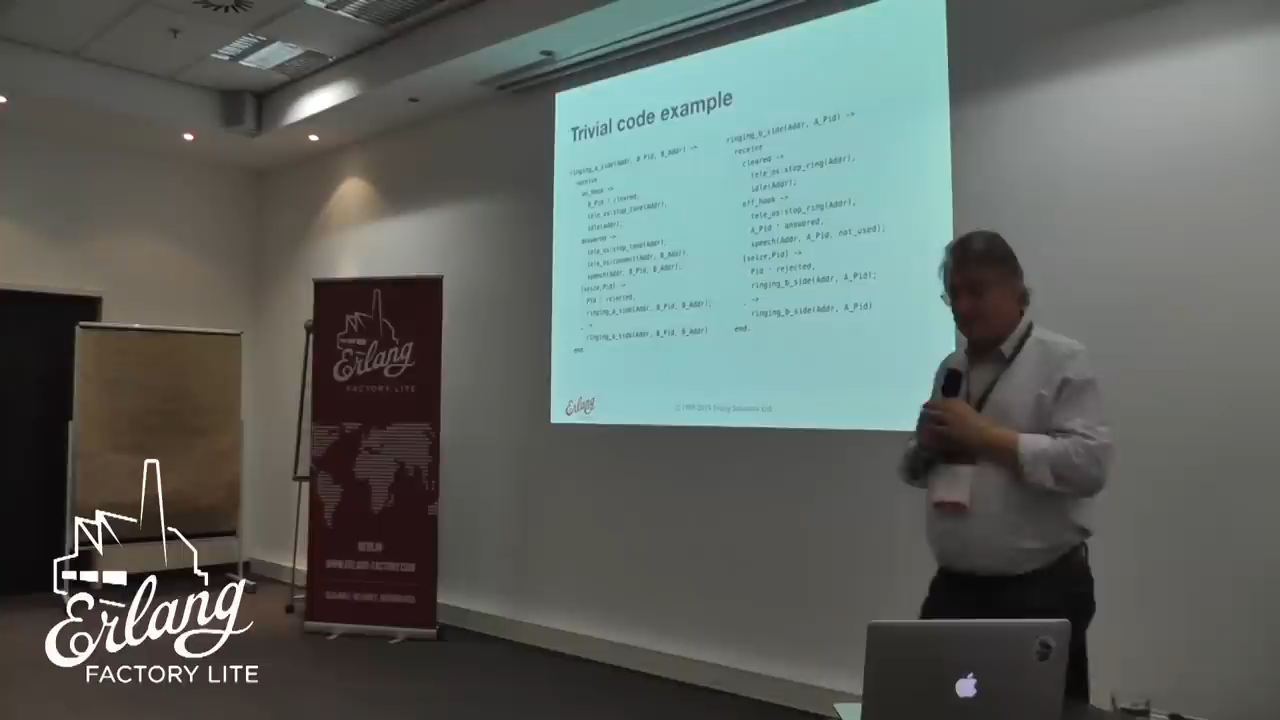 Trivial code example
ringing_a_side(Addr, B_Pid, B_Addr) ->
receive
on_hook ->
B_Pid ! cleared,
tele_os:stop_tone(Addr),
idle(Addr);
answered ->
tele_os:stop_tone(Addr),
tele_os:connect(Addr, B_Addr),
speech(Addr, B_Pid, B_Addr);
{seize,Pid} ->
Pid ! rejected,
ringing_a_side(Addr, B_Pid, B_Addr);
_ ->
ringing_a_side(Addr, B_Pid, B_Addr)
end.
ringing_b_side(Addr, A_Pid) ->
receive
cleared ->
tele_os:stop_ring(Addr),
idle(Addr);
off_hook ->
tele_os:stop_ring(Addr),
A_Pid ! answered,
speech(Addr, A_Pid, not_used);
{seize,Pid} ->
Pid ! rejected,
ringing_b_side(Addr, A_Pid);
_ ->
ringing_b_side(Addr, A_Pid)
end.
Erlang
Erlang Solutions Ltd.
Erlang
FACTORY LITE
BERLIN
WWW.ERLANG-FACTORY.COM
Erlang
FACTORY LITE